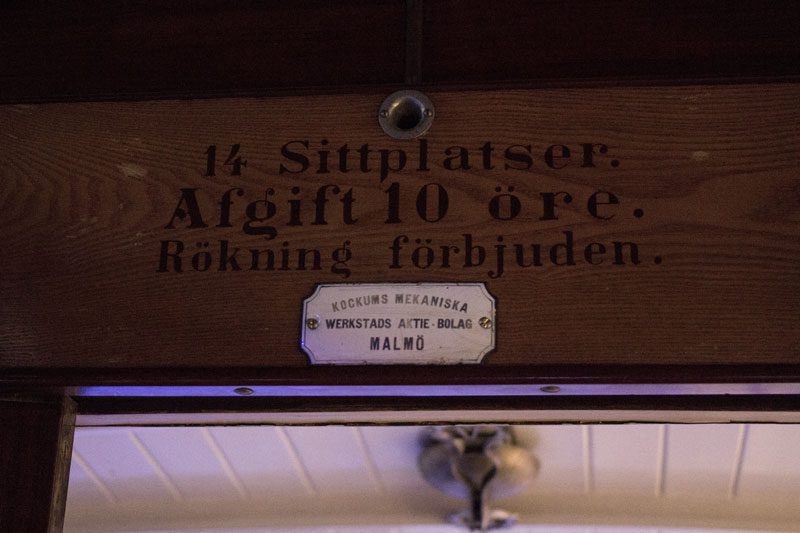 14 Sittplatser.
Afgift 10 öre.
Rökning förbjuden.
KOCKUMS MEKANISKA
WERKSTADS AKTIE-BOLAG
MALMÖ